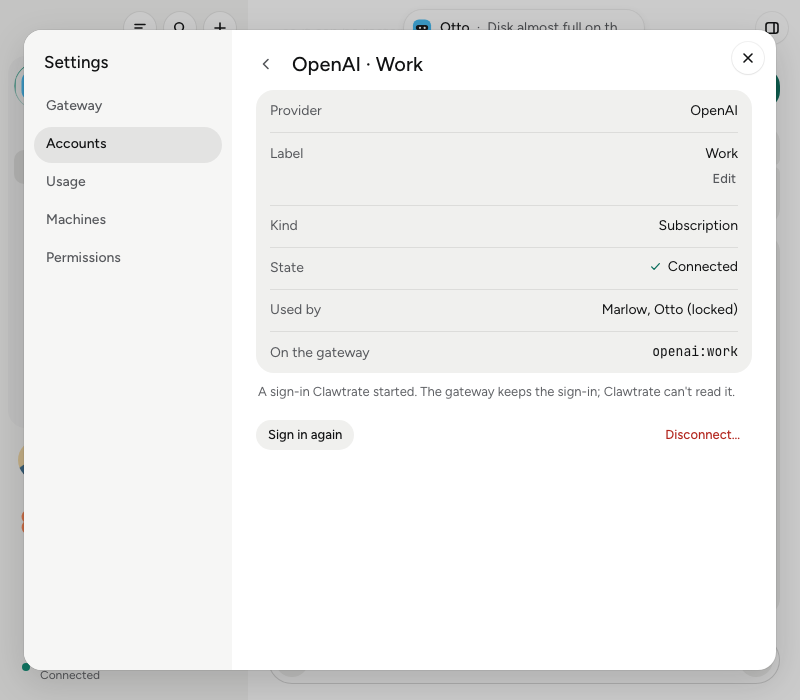 Otto · Disk almost full on th
Settings
Gateway
Accounts
Usage
Machines
Permissions
OpenAI · Work
Provider OpenAI
Label Work
Edit
Kind Subscription
State Connected
Used by Marlow, Otto (locked)
On the gateway openai:work
A sign-in Clawtrate started. The gateway keeps the sign-in; Clawtrate can't read it.
Sign in again Disconnect...
Connected